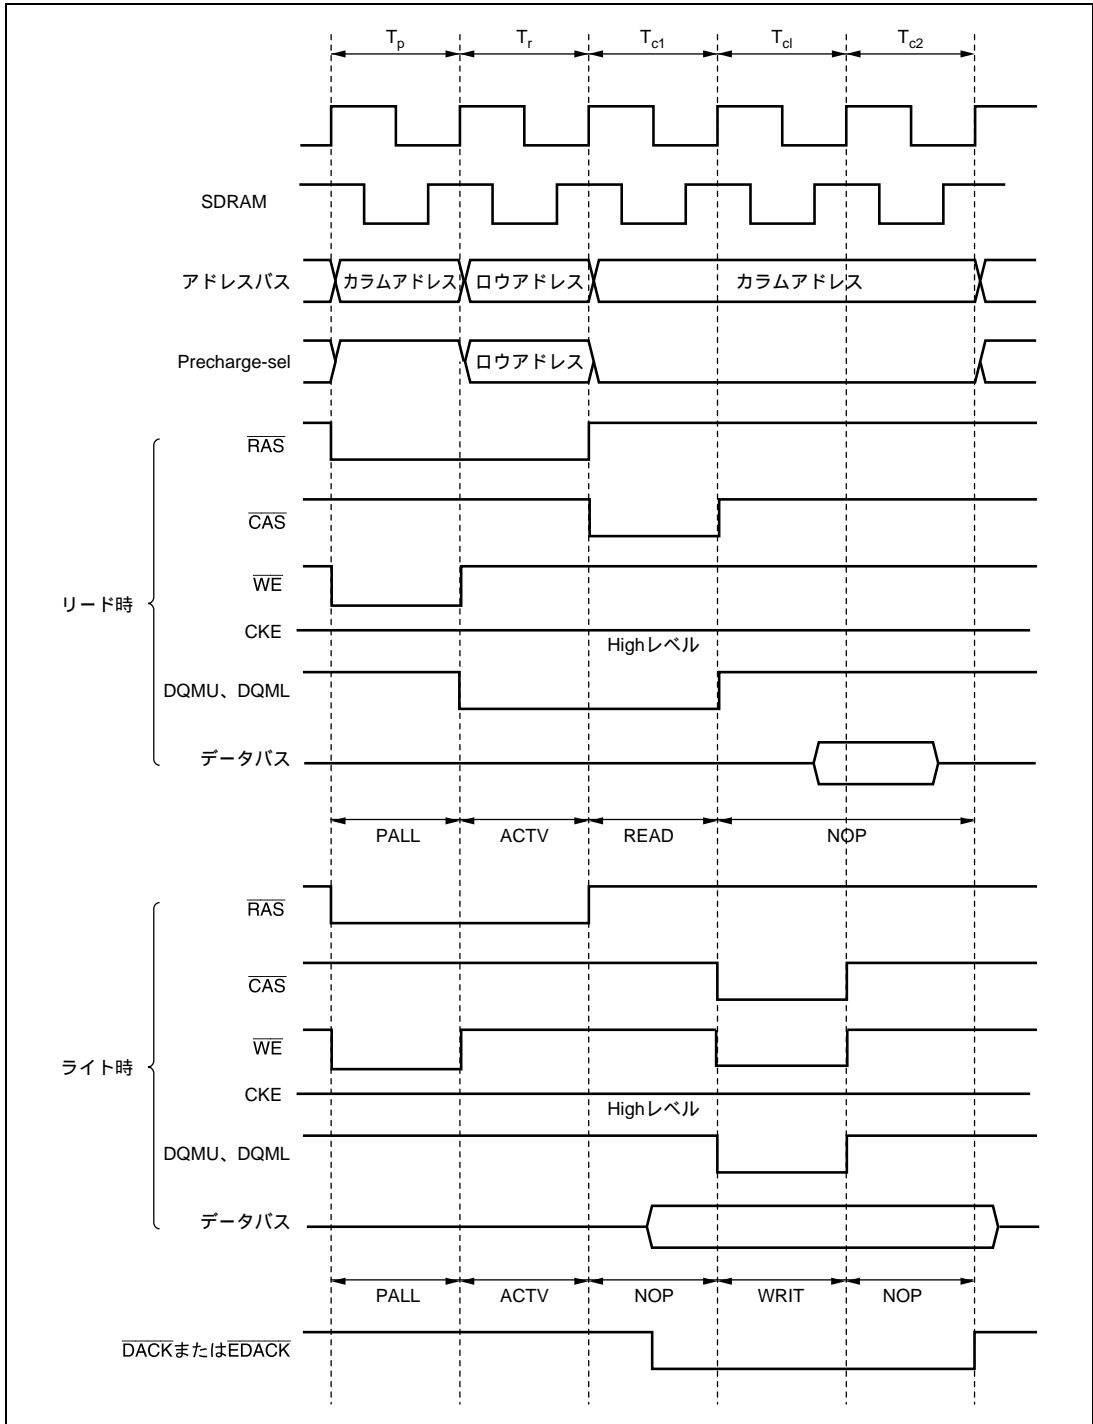 Tp Tr Tc1 Tcl Tc2
SDRAM
アドレスバス カラムアドレス ロウアドレス カラムアドレス
Precharge-sel ロウアドレス
リード時
RAS
CAS
WE
CKE Highレベル
DQMU、DQML
データバス
PALL ACTV READ NOP
ライト時
RAS
CAS
WE
CKE Highレベル
DQMU、DQML
データバス
PALL ACTV NOP WRIT NOP
DACKまたはEDACK